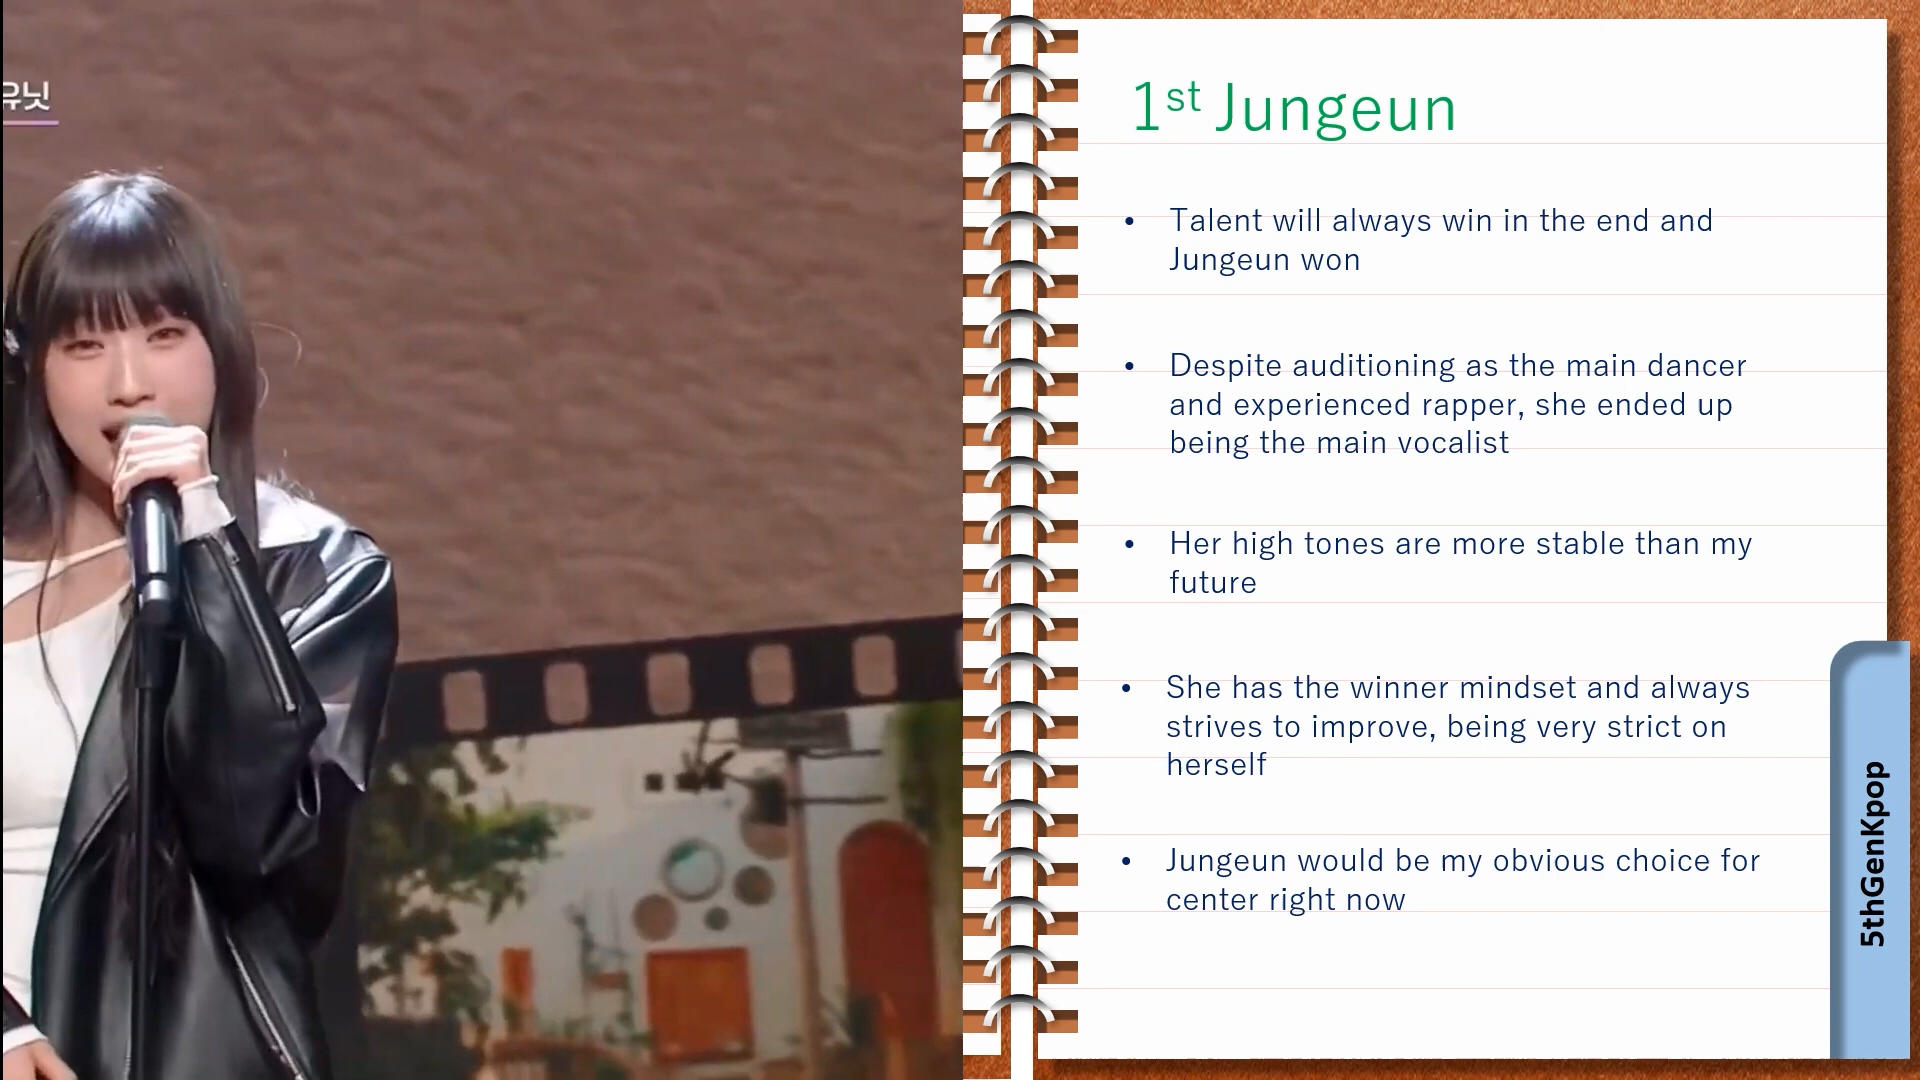 유닛
1st Jungeun
• Talent will always win in the end and
Jungeun won
• Despite auditioning as the main dancer
and experienced rapper, she ended up
being the main vocalist
• Her high tones are more stable than my
future
• She has the winner mindset and always
strives to improve, being very strict on
herself
• Jungeun would be my obvious choice for
center right now
5thGenKpop